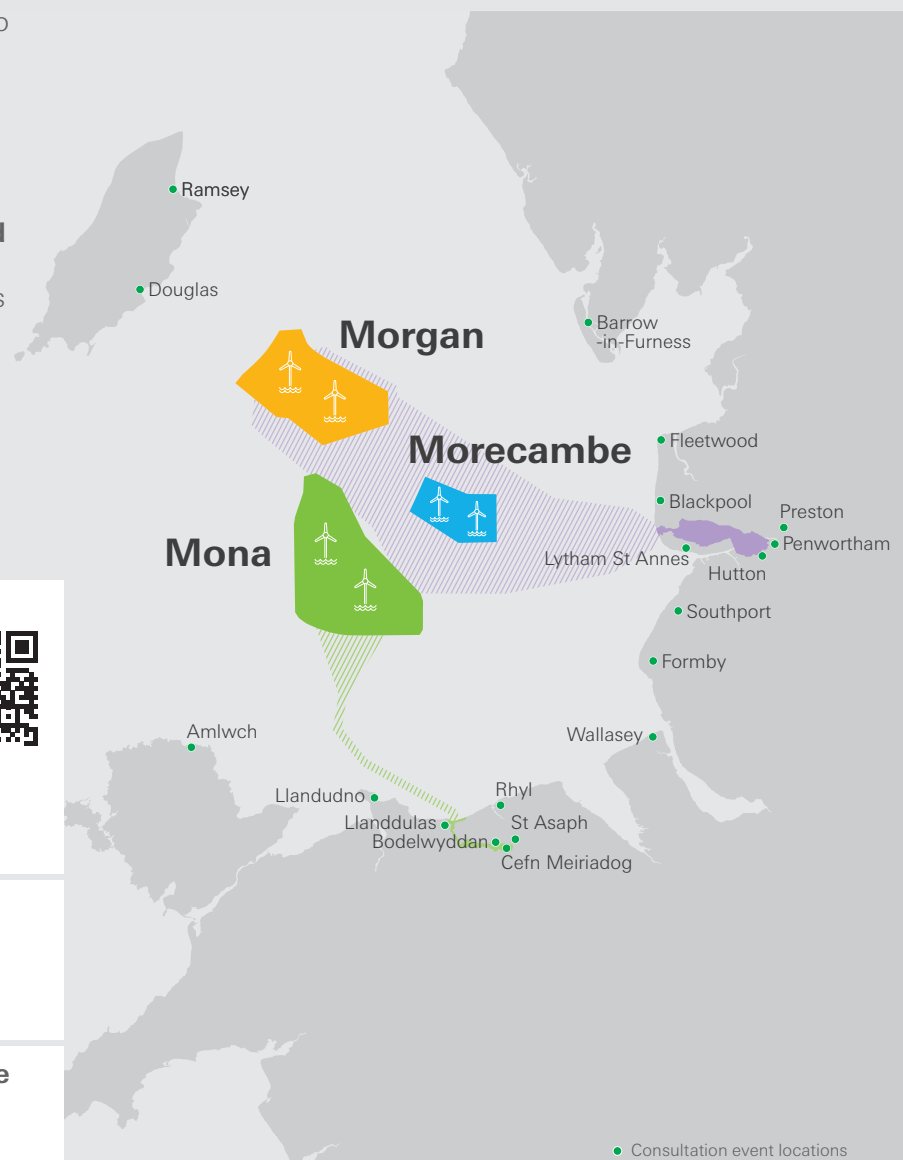 Ramsey
Douglas
Morgan
Barrow
-in-Furness
Morecambe
Fleetwood
Blackpool
Preston
Penwortham
Mona
Lytham St Annes
Hutton
Southport
Formby
Amlwch
Wallasey
Llandudno
Rhyl
Llanddulas
St Asaph
Bodelwyddan
Cefn Meiriadog
e
Consultation event locations